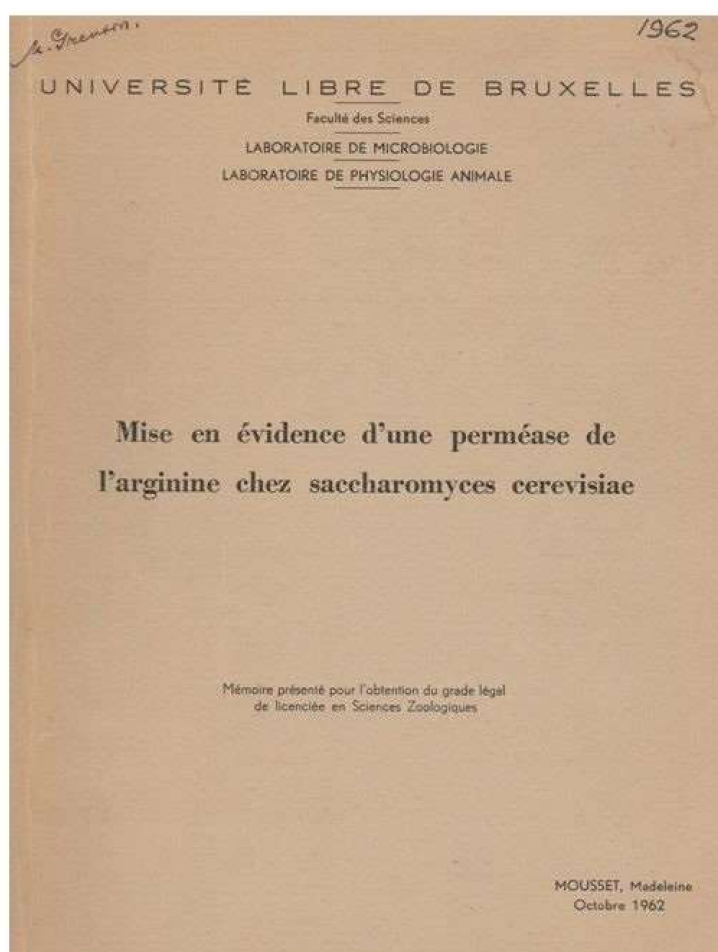 M. Grenson.
1962
UNIVERSITÉ LIBRE DE BRUXELLES
Faculté des Sciences
LABORATOIRE DE MICROBIOLOGIE
LABORATOIRE DE PHYSIOLOGIE ANIMALE
Mise en évidence d'une perméase de
l'arginine chez saccharomyces cerevisiae
Mémoire présenté pour l'obtention du grade légal
de licenciée en Sciences Zoologiques
MOUSSET, Madeleine
Octobre 1962